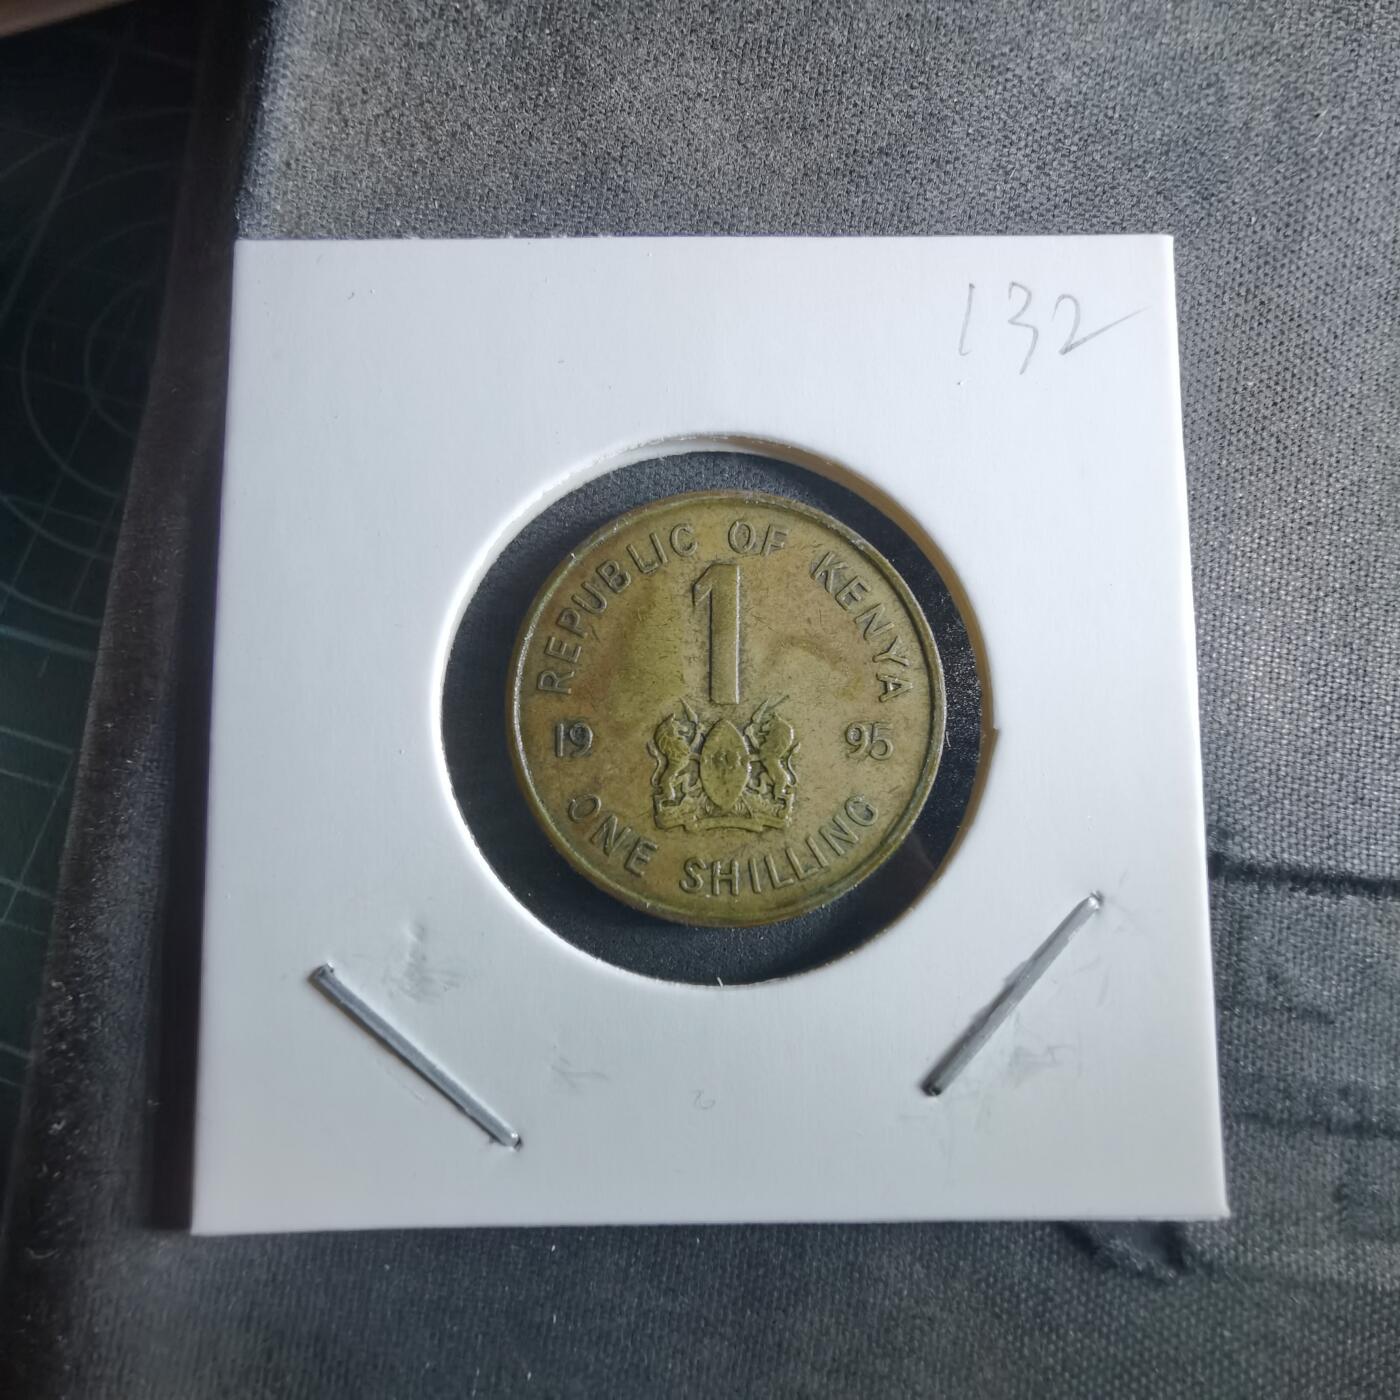 132
REPUBLIC OF KENYA
1
19 95
ONE SHILLING